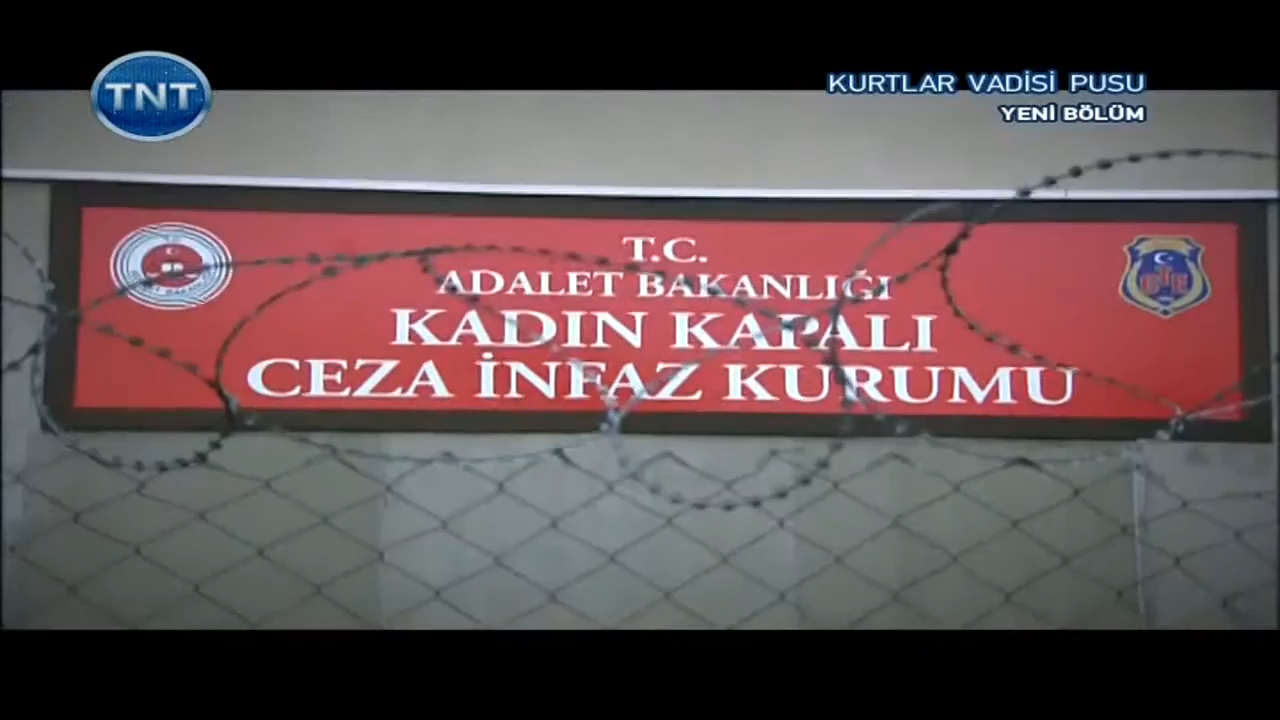 TNT
KURTLAR VADİSİ PUSU
YENİ BÖLÜM
T.C.
ADALET BAKANLIĞI
KADIN KAPALI
CEZA İNFAZ KURUMU